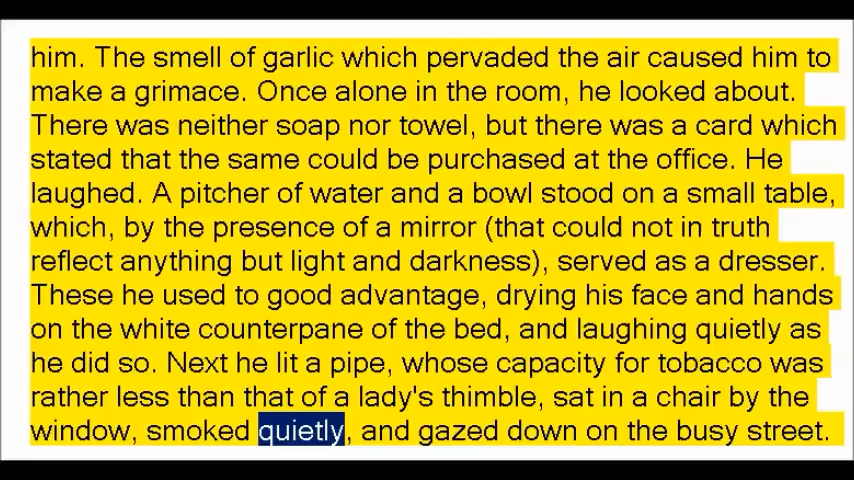 him. The smell of garlic which pervaded the air caused him to
make a grimace. Once alone in the room, he looked about.
There was neither soap nor towel, but there was a card which
stated that the same could be purchased at the office. He
laughed. A pitcher of water and a bowl stood on a small table,
which, by the presence of a mirror (that could not in truth
reflect anything but light and darkness), served as a dresser.
These he used to good advantage, drying his face and hands
on the white counterpane of the bed, and laughing quietly as
he did so. Next he lit a pipe, whose capacity for tobacco was
rather less than that of a lady's thimble, sat in a chair by the
window, smoked quietly, and gazed down on the busy street.